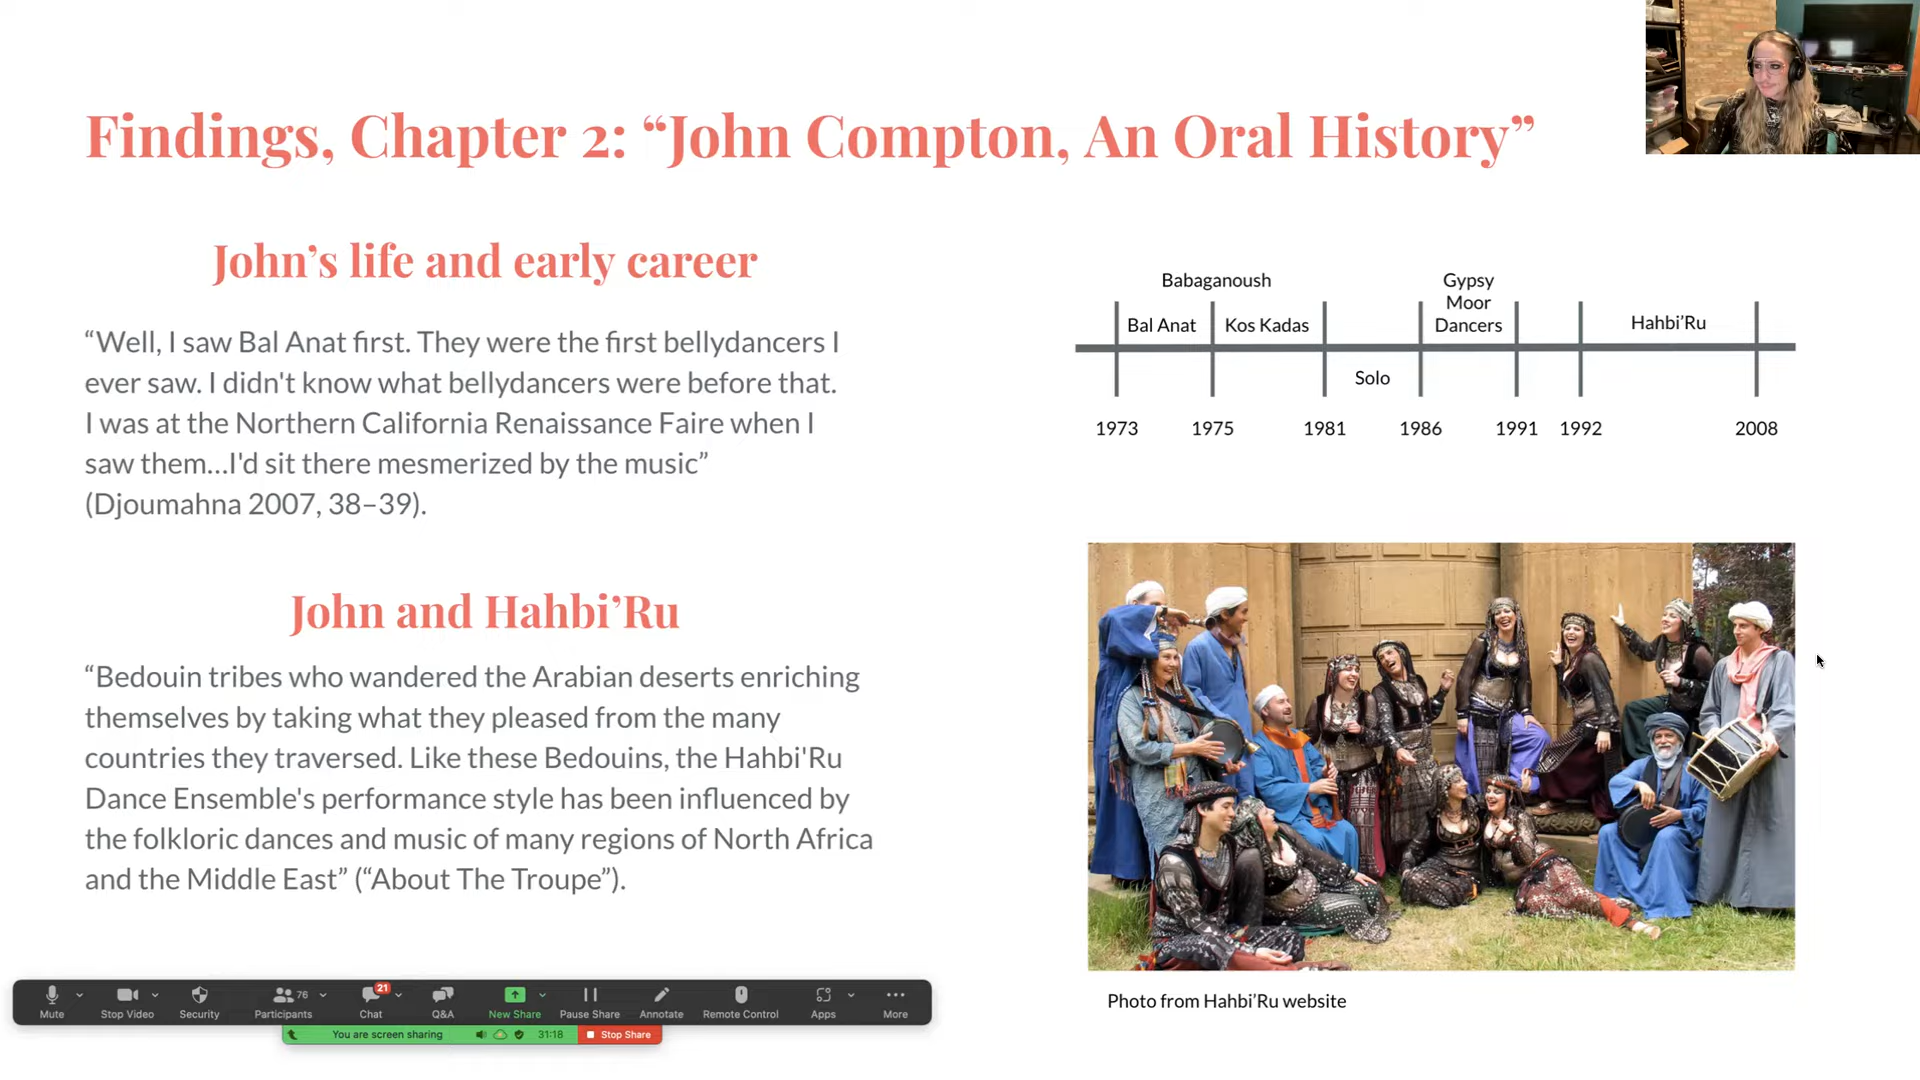 Findings, Chapter 2: “John Compton, An Oral History”
John’s life and early career
“Well, I saw Bal Anat first. They were the first bellydancers I
ever saw. I didn't know what bellydancers were before that.
I was at the Northern California Renaissance Faire when I
saw them...I'd sit there mesmerized by the music”
(Djoumahna 2007, 38–39).
John and Hahbi’Ru
“Bedouin tribes who wandered the Arabian deserts enriching
themselves by taking what they pleased from the many
countries they traversed. Like these Bedouins, the Hahbi'Ru
Dance Ensemble's performance style has been influenced by
the folkloric dances and music of many regions of North Africa
and the Middle East” (“About The Troupe”).
Babaganoush
Gypsy
Moor
Dancers
Bal Anat
Kos Kadas
Hahbi’Ru
Solo
1973
1975
1981
1986
1991
1992
2008
Photo from Hahbi’Ru website
76
21
Mute
Stop Video
Security
Participants
Chat
Q&A
New Share
Pause Share
Annotate
Remote Control
Apps
More
You are screen sharing
31:18
Stop Share